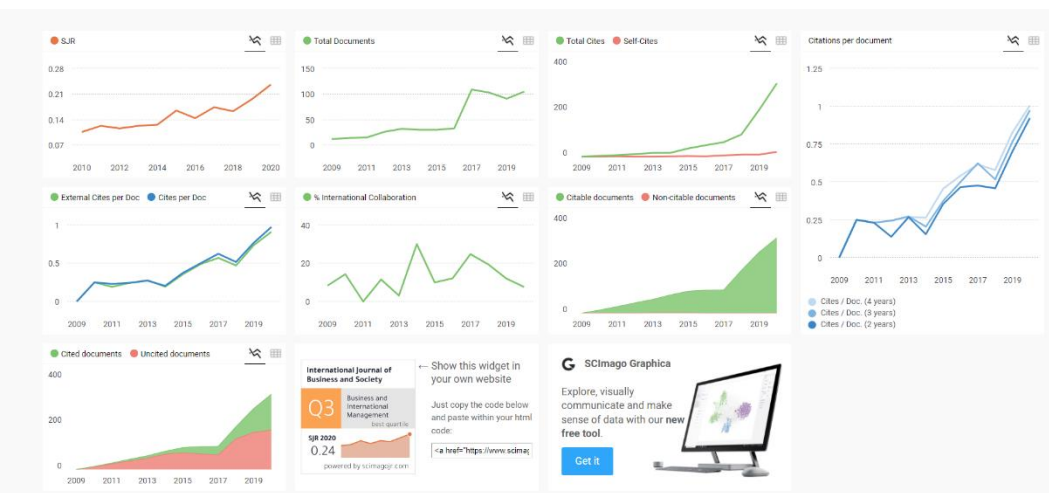 SJR
0.28
0.21
0.14
0.07
2010 2012 2014 2016 2018 2020
Total Documents
150
100
50
0
2009 2011 2013 2015 2017 2019
Total Cites Self-Cites
400
200
0
2009 2011 2013 2015 2017 2019
Citations per document
1.25
1
0.75
0.5
0.25
0
2009 2011 2013 2015 2017 2019
Cites / Doc. (4 years)
Cites / Doc. (3 years)
Cites / Doc. (2 years)
External Cites per Doc Cites per Doc
1
0.5
0
2009 2011 2013 2015 2017 2019
% International Collaboration
40
20
0
2009 2011 2013 2015 2017 2019
Citable documents Non-citable documents
400
200
0
2009 2011 2013 2015 2017 2019
Cited documents Uncited documents
400
200
0
2009 2011 2013 2015 2017 2019
International Journal of
Business and Society
Q3
Business and
International
Management
best quartile
SJR 2020
0.24
powered by scimagojr.com
← Show this widget in
your own website
Just copy the code below
and paste within your html
code:
<a href="https://www.scimag
G SCImago Graphica
Explore, visually
communicate and make
sense of data with our new
free tool.
Get it